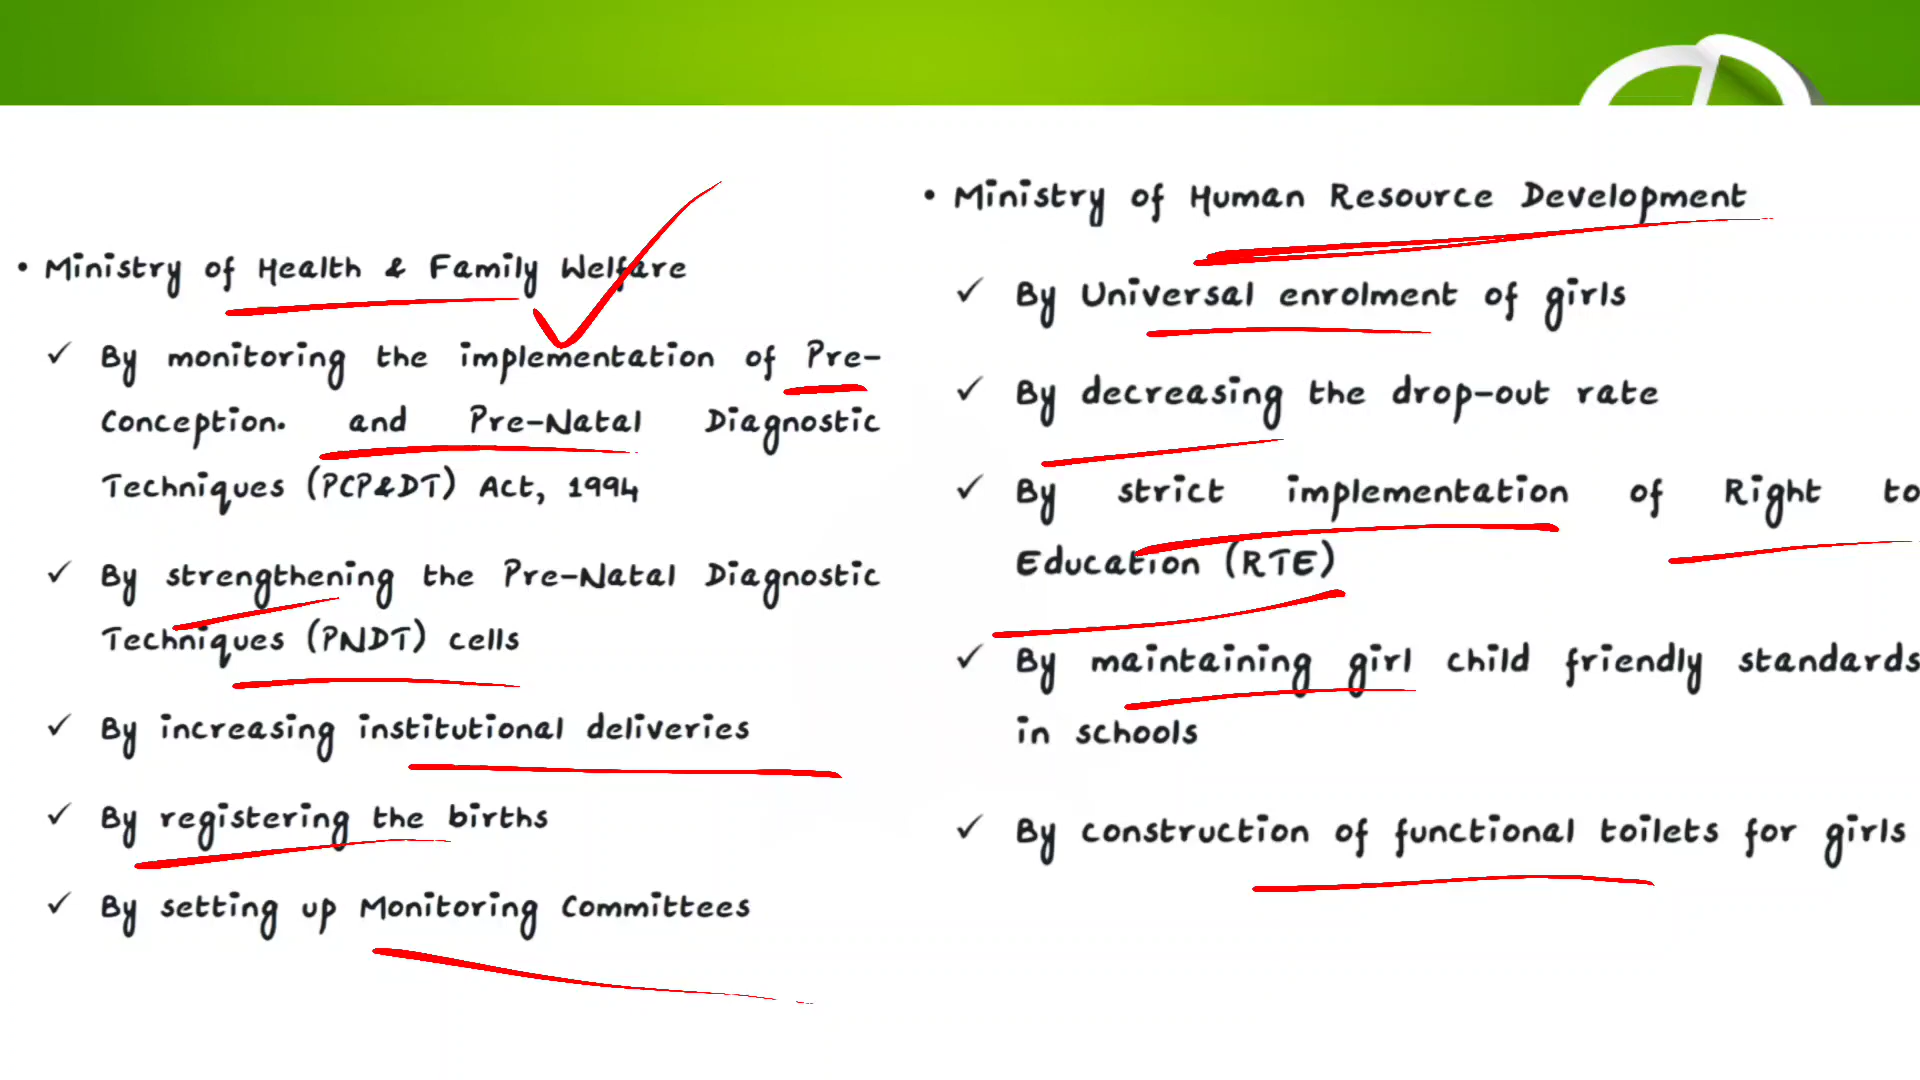 • Ministry of Health & Family Welfare
✓ By monitoring the implementation of Pre-
Conception. and Pre-Natal Diagnostic
Techniques (PCP&DT) Act, 1994
✓ By strengthening the Pre-Natal Diagnostic
Techniques (PNDT) cells
✓ By increasing institutional deliveries
✓ By registering the births
✓ By setting up Monitoring Committees
• Ministry of Human Resource Development
✓ By Universal enrolment of girls
✓ By decreasing the drop-out rate
✓ By strict implementation of Right to
Education (RTE)
✓ By maintaining girl child friendly standards
in schools
✓ By construction of functional toilets for girls